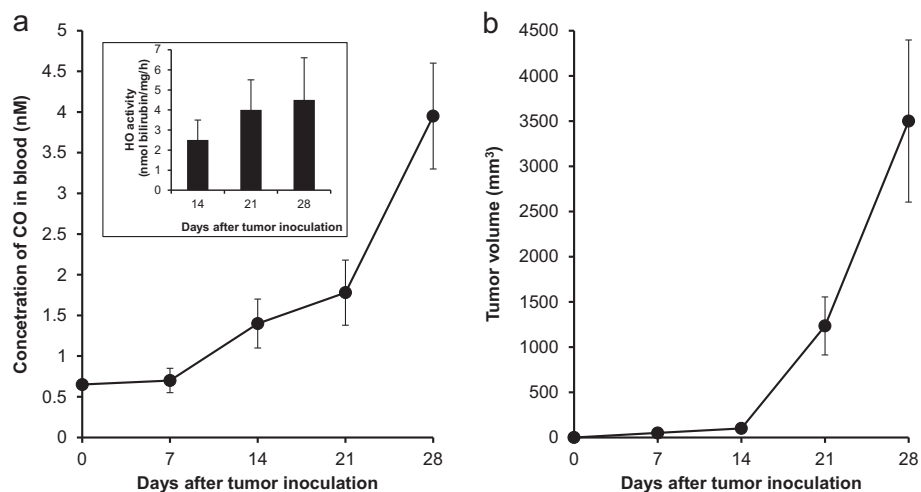 a
Concetration of CO in blood (nM)
5
4.5
4
3.5
3
2.5
2
1.5
1
0.5
0
0 7 14 21 28
Days after tumor inoculation
HO activity
(nmol bilirubin/mg/h)
7
6
5
4
3
2
1
0
14 21 28
Days after tumor inoculation
b
Tumor volume (mm³)
4500
4000
3500
3000
2500
2000
1500
1000
500
0
0 7 14 21 28
Days after tumor inoculation